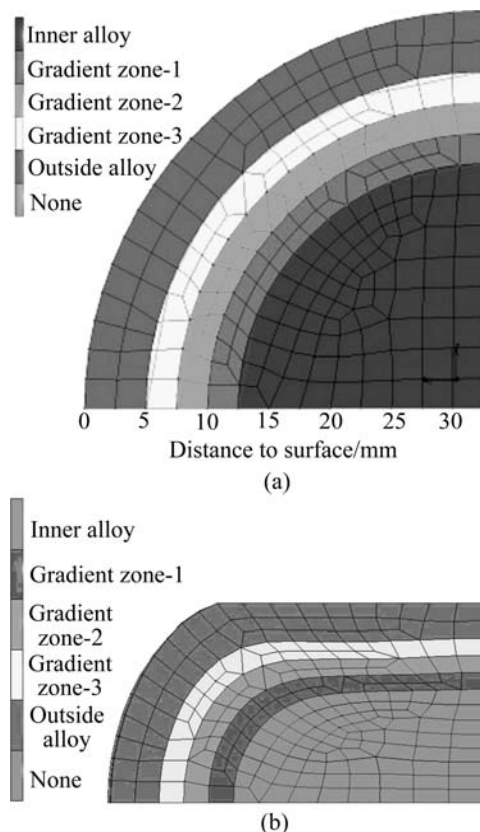 Inner alloy
Gradient zone-1
Gradient zone-2
Gradient zone-3
Outside alloy
None
0 5 10 15 20 25 30
Distance to surface/mm
(a)
Inner alloy
Gradient zone-1
Gradient
zone-2
Gradient
zone-3
Outside
alloy
None
(b)